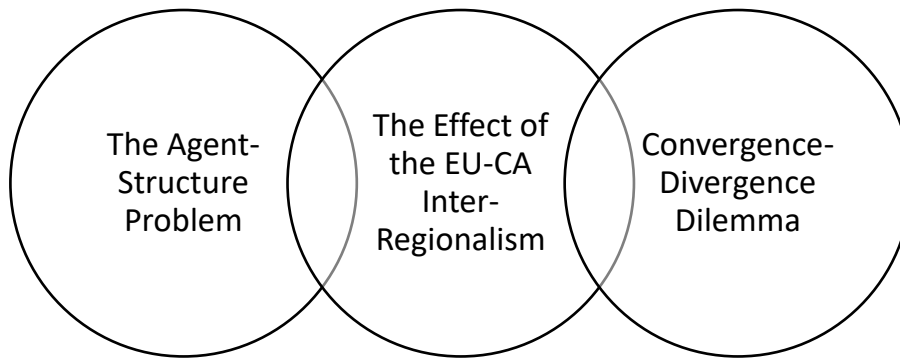 The Agent-
Structure
Problem
The Effect of
the EU-CA
Inter-
Regionalism
Convergence-
Divergence
Dilemma